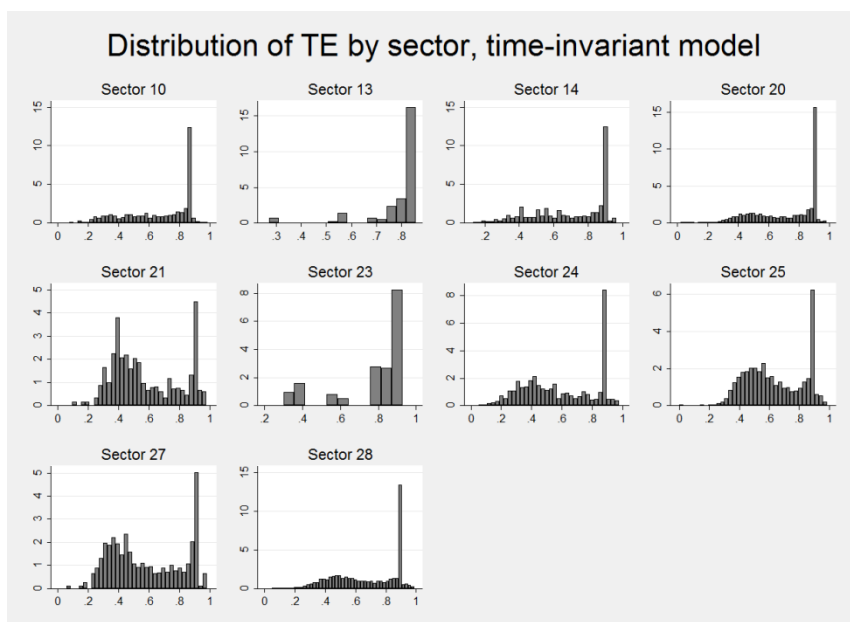 Distribution of TE by sector, time-invariant model
Sector 10
Sector 13
Sector 14
Sector 20
15
10
5
0
0 .2 .4 .6 .8 1
15
10
5
0
.3 .4 .5 .6 .7 .8
15
10
5
0
.2 .4 .6 .8 1
15
10
5
0
0 .2 .4 .6 .8 1
Sector 21
Sector 23
Sector 24
Sector 25
5
4
3
2
1
0
0 .2 .4 .6 .8 1
8
6
4
2
0
.2 .4 .6 .8 1
8
6
4
2
0
0 .2 .4 .6 .8 1
6
4
2
0
0 .2 .4 .6 .8 1
Sector 27
Sector 28
5
4
3
2
1
0
0 .2 .4 .6 .8 1
15
10
5
0
0 .2 .4 .6 .8 1